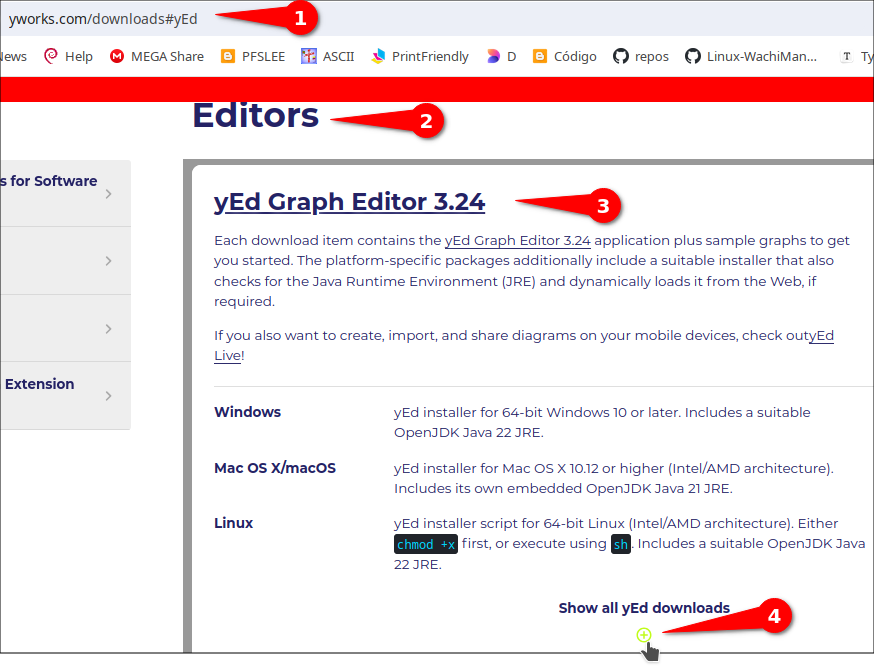 yworks.com/downloads#yEd
1
News Help MEGA Share PFSLEE ASCII PrintFriendly D Código repos Linux-WachiMan... T Ty
Editors
2
s for Software
yEd Graph Editor 3.24
3
Each download item contains the yEd Graph Editor 3.24 application plus sample graphs to get
you started. The platform-specific packages additionally include a suitable installer that also
checks for the Java Runtime Environment (JRE) and dynamically loads it from the Web, if
required.
If you also want to create, import, and share diagrams on your mobile devices, check outyEd
Live!
Extension
Windows
yEd installer for 64-bit Windows 10 or later. Includes a suitable
OpenJDK Java 22 JRE.
Mac OS X/macOS
yEd installer for Mac OS X 10.12 or higher (Intel/AMD architecture).
Includes its own embedded OpenJDK Java 21 JRE.
Linux
yEd installer script for 64-bit Linux (Intel/AMD architecture). Either
chmod +x first, or execute using sh. Includes a suitable OpenJDK Java
22 JRE.
Show all yEd downloads
4